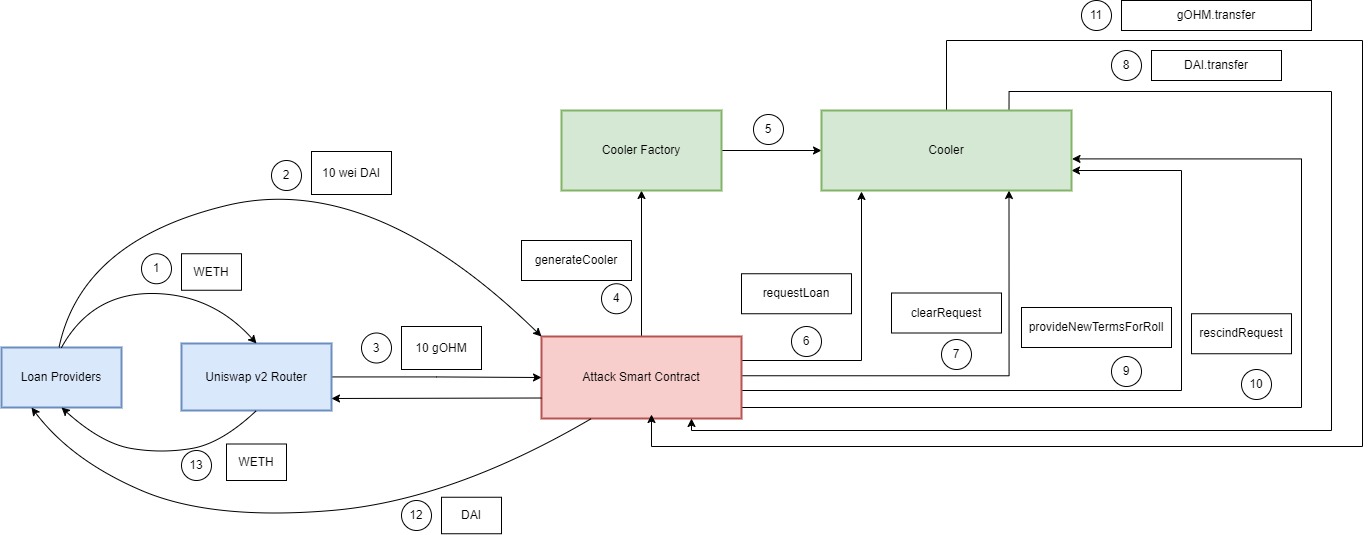 11
gOHM.transfer
8
DAI.transfer
5
Cooler Factory
Cooler
2
10 wei DAI
1
WETH
generateCooler
4
requestLoan
6
clearRequest
7
provideNewTermsForRoll
9
rescindRequest
10
3
10 gOHM
Loan Providers
Uniswap v2 Router
Attack Smart Contract
13
WETH
12
DAI